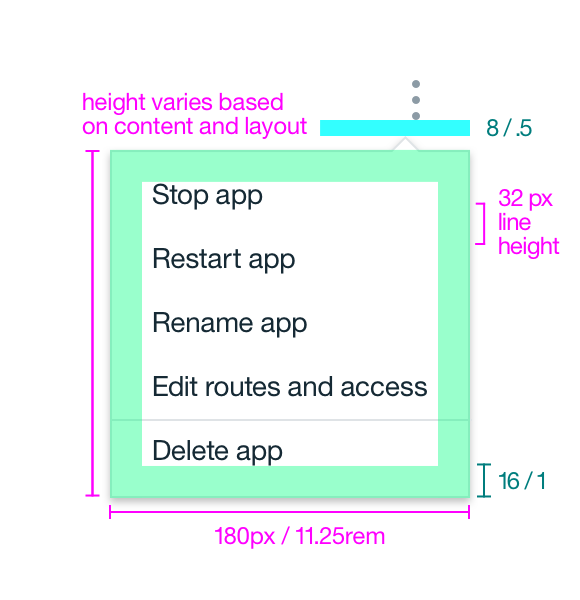 height varies based
on content and layout
8 / .5
Stop app
32 px
line
height
Restart app
Rename app
Edit routes and access
Delete app
16 / 1
180px / 11.25rem